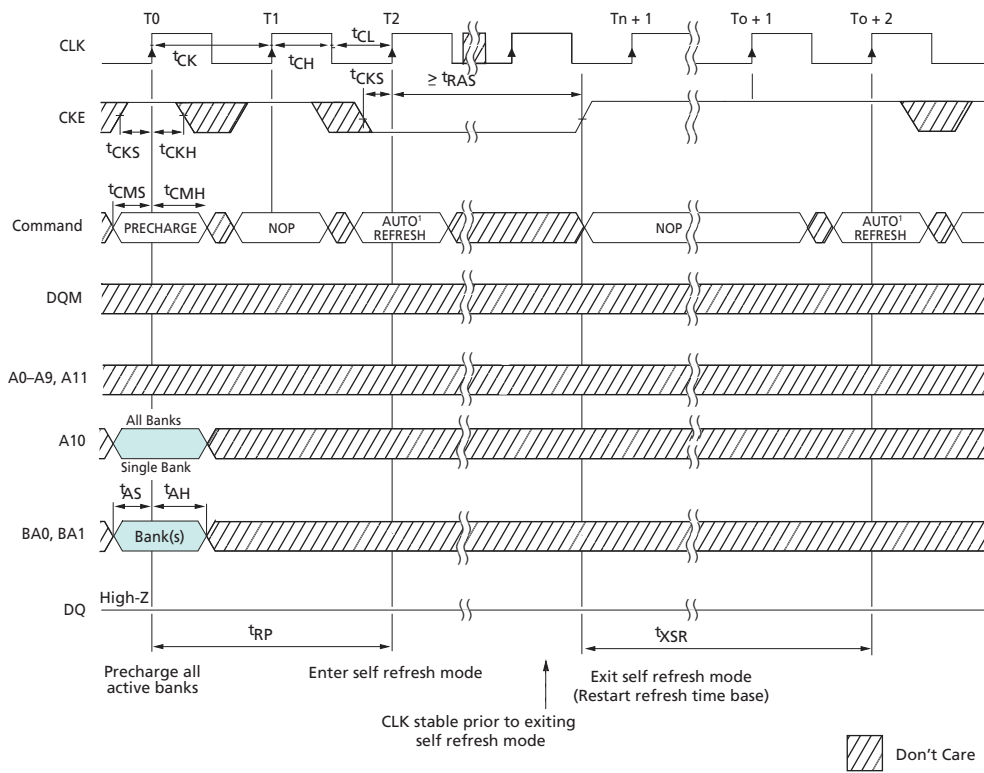 T0 T1 T2 Tn + 1 To + 1 To + 2
CLK
tCK tCH tCL
tCKS ≥ tRAS
CKE
tCKS tCKH
tCMS tCMH
Command PRECHARGE NOP AUTO¹ REFRESH NOP AUTO¹ REFRESH
DQM
A0–A9, A11
All Banks
A10
Single Bank
tAS tAH
BA0, BA1 Bank(s)
High-Z
DQ
tRP tXSR
Precharge all
active banks
Enter self refresh mode
Exit self refresh mode
(Restart refresh time base)
CLK stable prior to exiting
self refresh mode
Don't Care